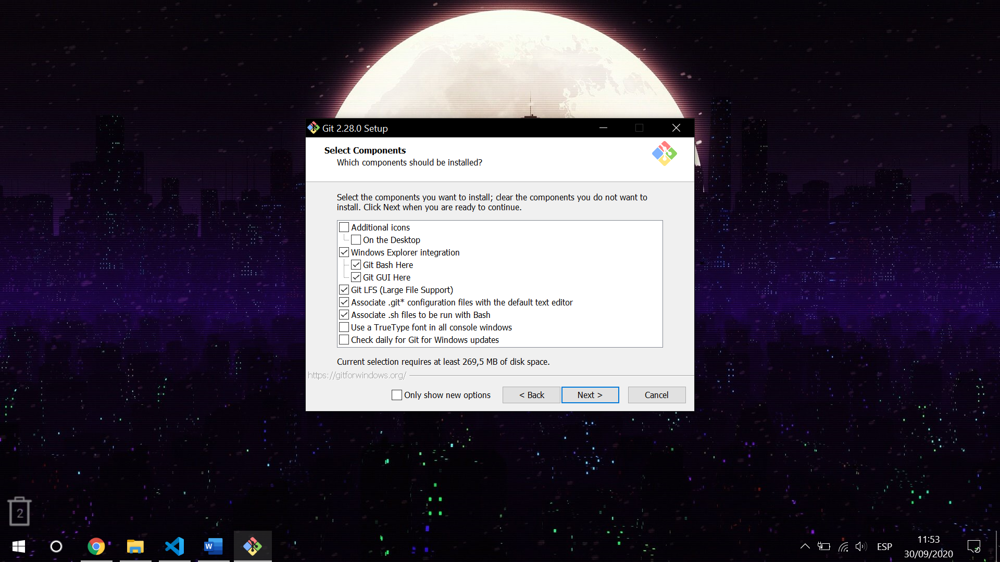 Git 2.28.0 Setup
Select Components
Which components should be installed?
Select the components you want to install; clear the components you do not want to
install. Click Next when you are ready to continue.
Additional icons
On the Desktop
Windows Explorer integration
Git Bash Here
Git GUI Here
Git LFS (Large File Support)
Associate .git* configuration files with the default text editor
Associate .sh files to be run with Bash
Use a TrueType font in all console windows
Check daily for Git for Windows updates
Current selection requires at least 269,5 MB of disk space.
https://gitforwindows.org/
Only show new options
< Back
Next >
Cancel
2
W
ESP
11:53
30/09/2020